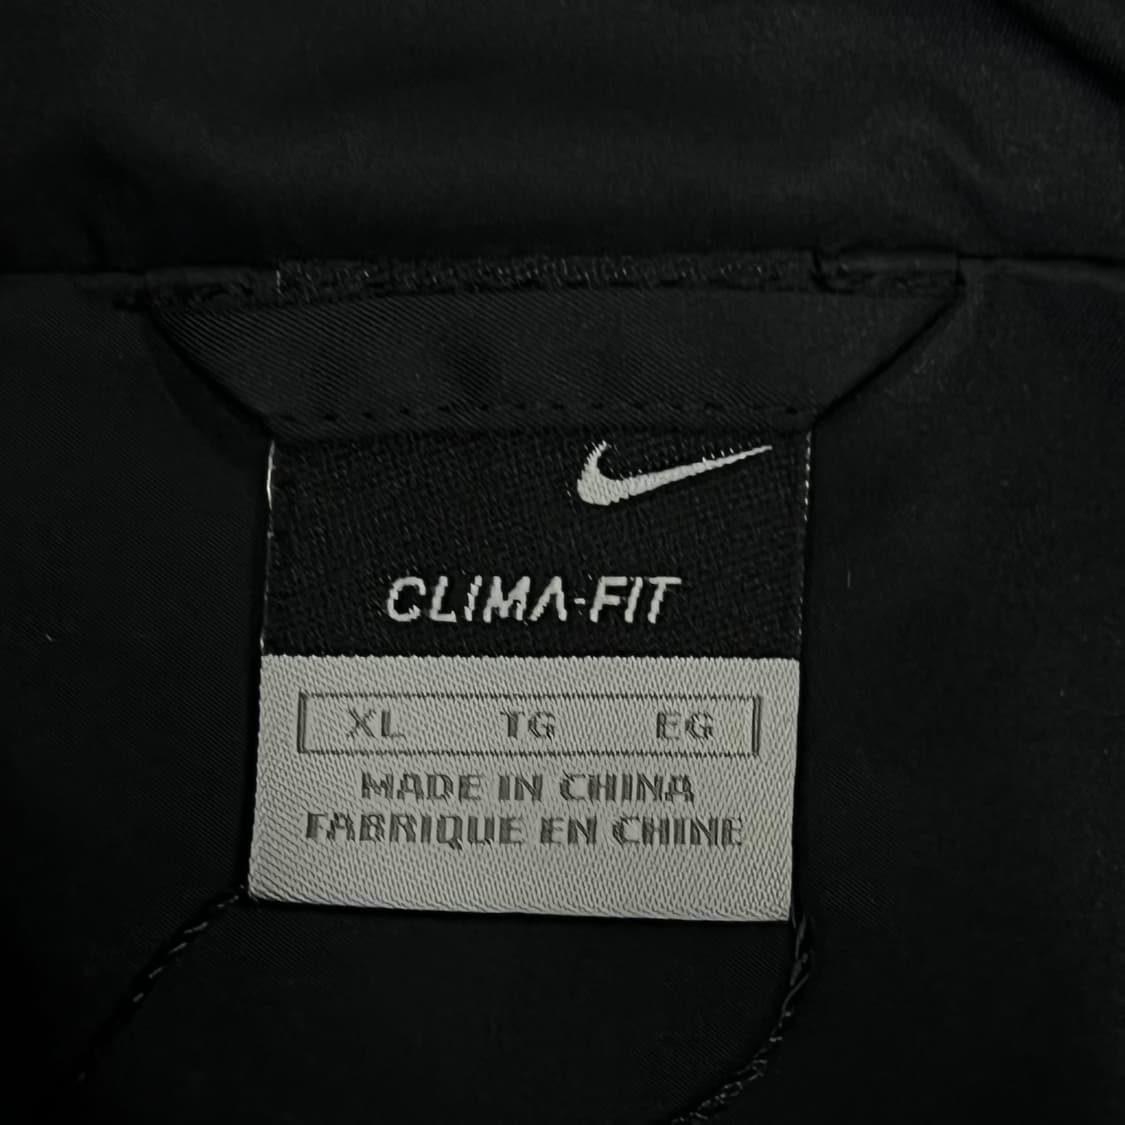 CLIMA-FIT
XL TG EG
MADE IN CHINA
FABRIQUE EN CHINE